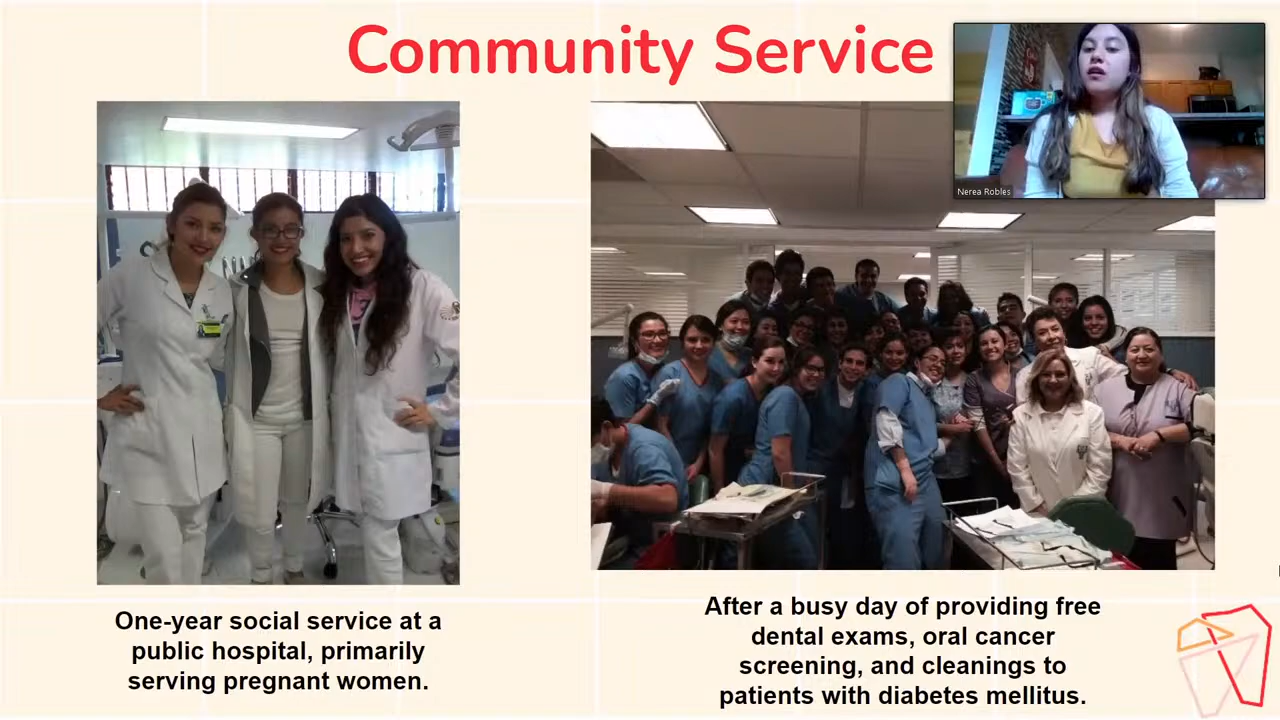 Community Service
Nerea Robles
One-year social service at a
public hospital, primarily
serving pregnant women.
After a busy day of providing free
dental exams, oral cancer
screening, and cleanings to
patients with diabetes mellitus.